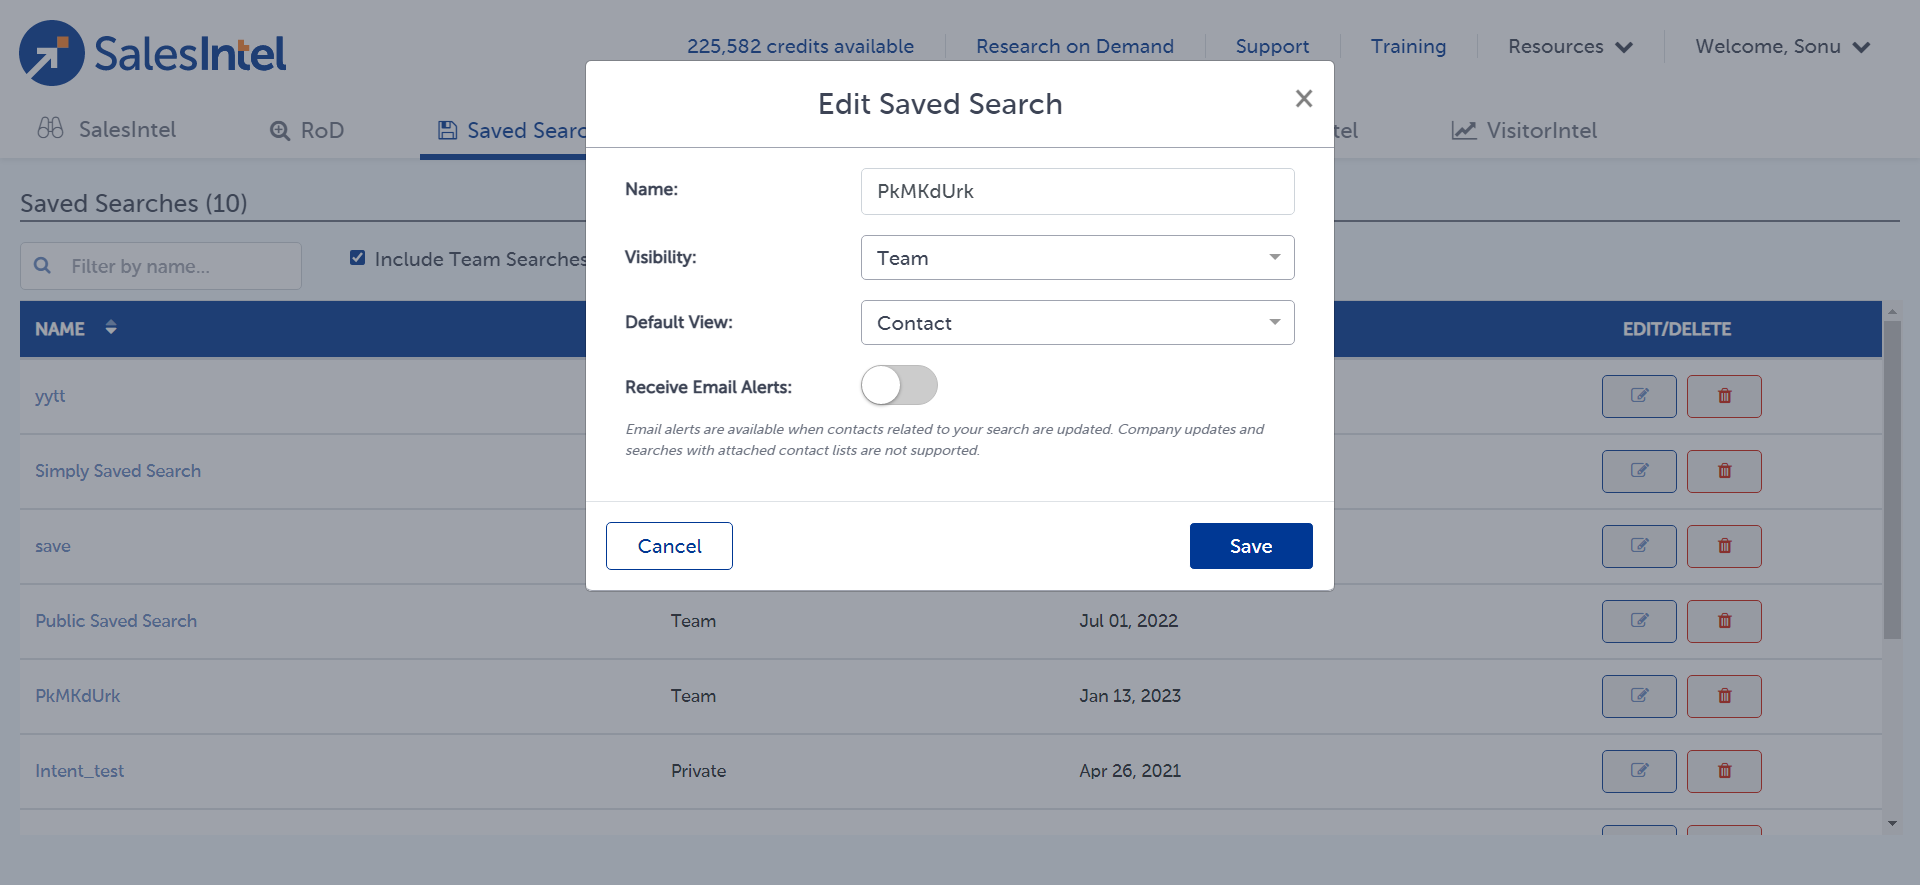 SalesIntel
225,582 credits available
Research on Demand
Support
Training
Resources
Welcome, Sonu
SalesIntel
RoD
Saved Searc
tel
VisitorIntel
Edit Saved Search
Name:
PkMKdUrk
Visibility:
Team
Default View:
Contact
Receive Email Alerts:
Email alerts are available when contacts related to your search are updated. Company updates and
searches with attached contact lists are not supported.
Cancel
Save
Saved Searches (10)
Filter by name...
Include Team Searches
NAME
EDIT/DELETE
yytt
Simply Saved Search
save
Public Saved Search Team Jul 01, 2022
PkMKdUrk Team Jan 13, 2023
Intent_test Private Apr 26, 2021